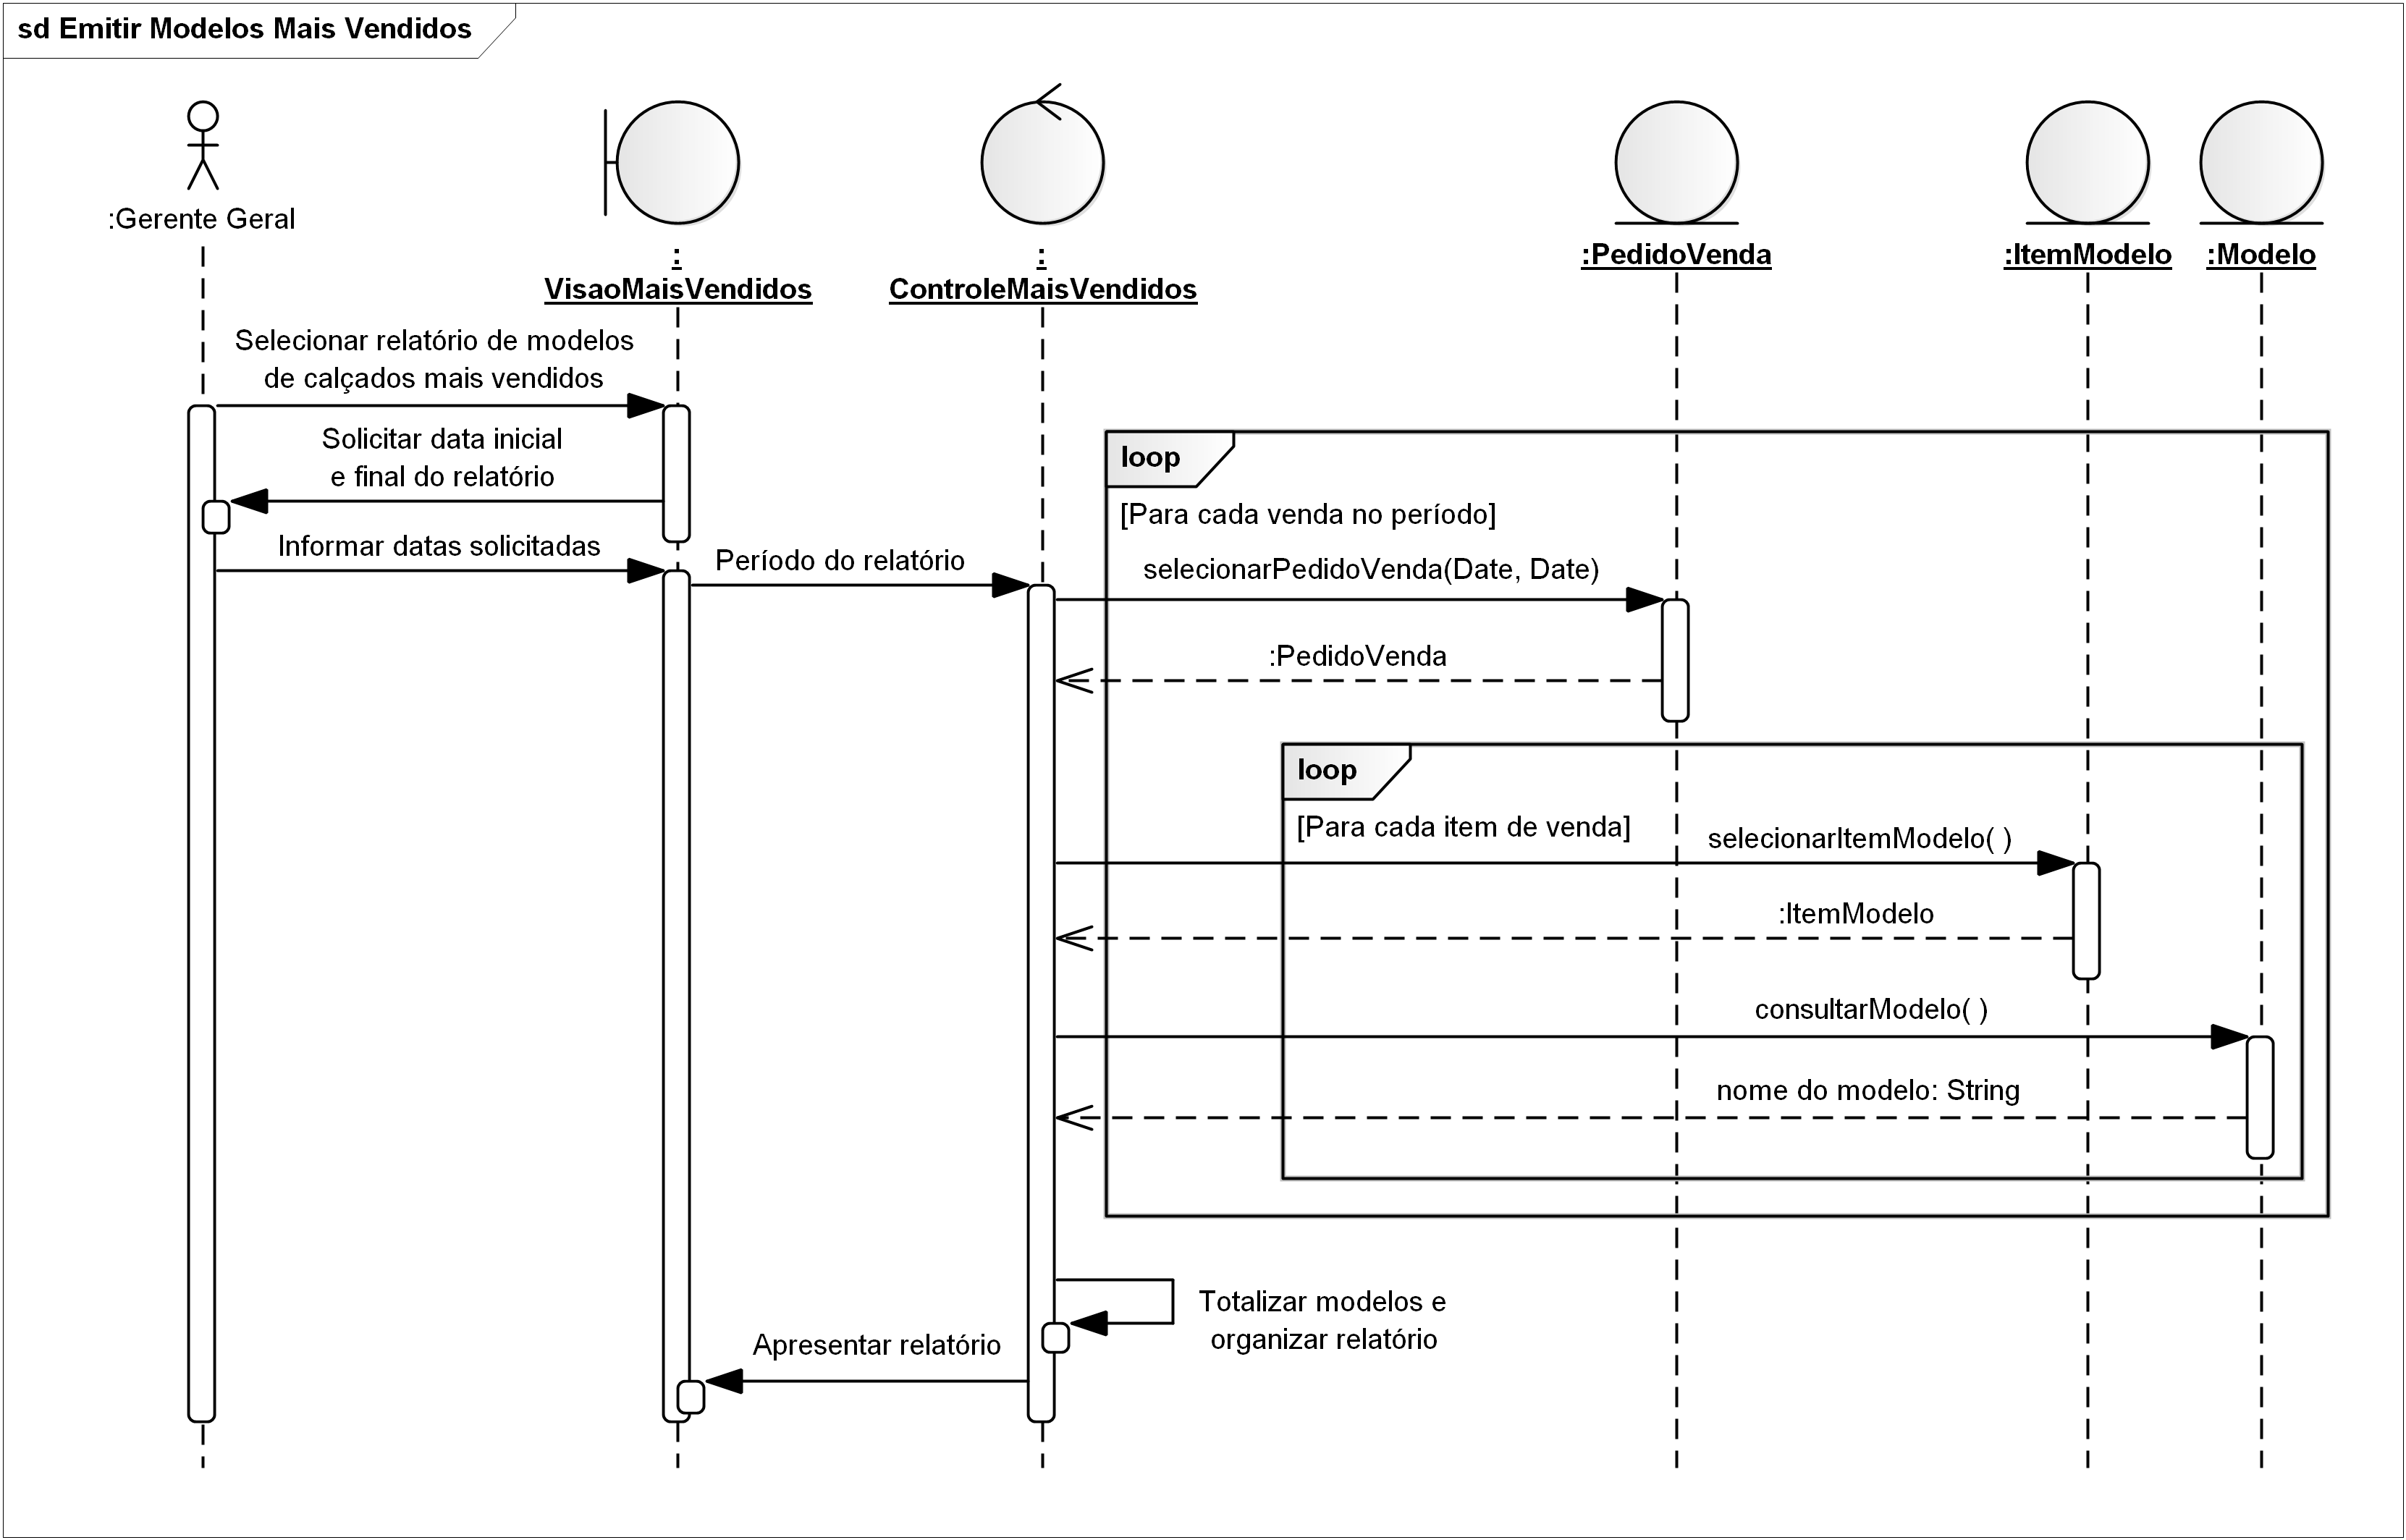 sd Emitir Modelos Mais Vendidos
:Gerente Geral
:
VisaoMaisVendidos
:
ControleMaisVendidos
:PedidoVenda
:ItemModelo
:Modelo
Selecionar relatório de modelos
de calçados mais vendidos
Solicitar data inicial
e final do relatório
loop
[Para cada venda no período]
Informar datas solicitadas
Período do relatório
selecionarPedidoVenda(Date, Date)
:PedidoVenda
loop
[Para cada item de venda]
selecionarItemModelo( )
:ItemModelo
consultarModelo( )
nome do modelo: String
Totalizar modelos e
organizar relatório
Apresentar relatório